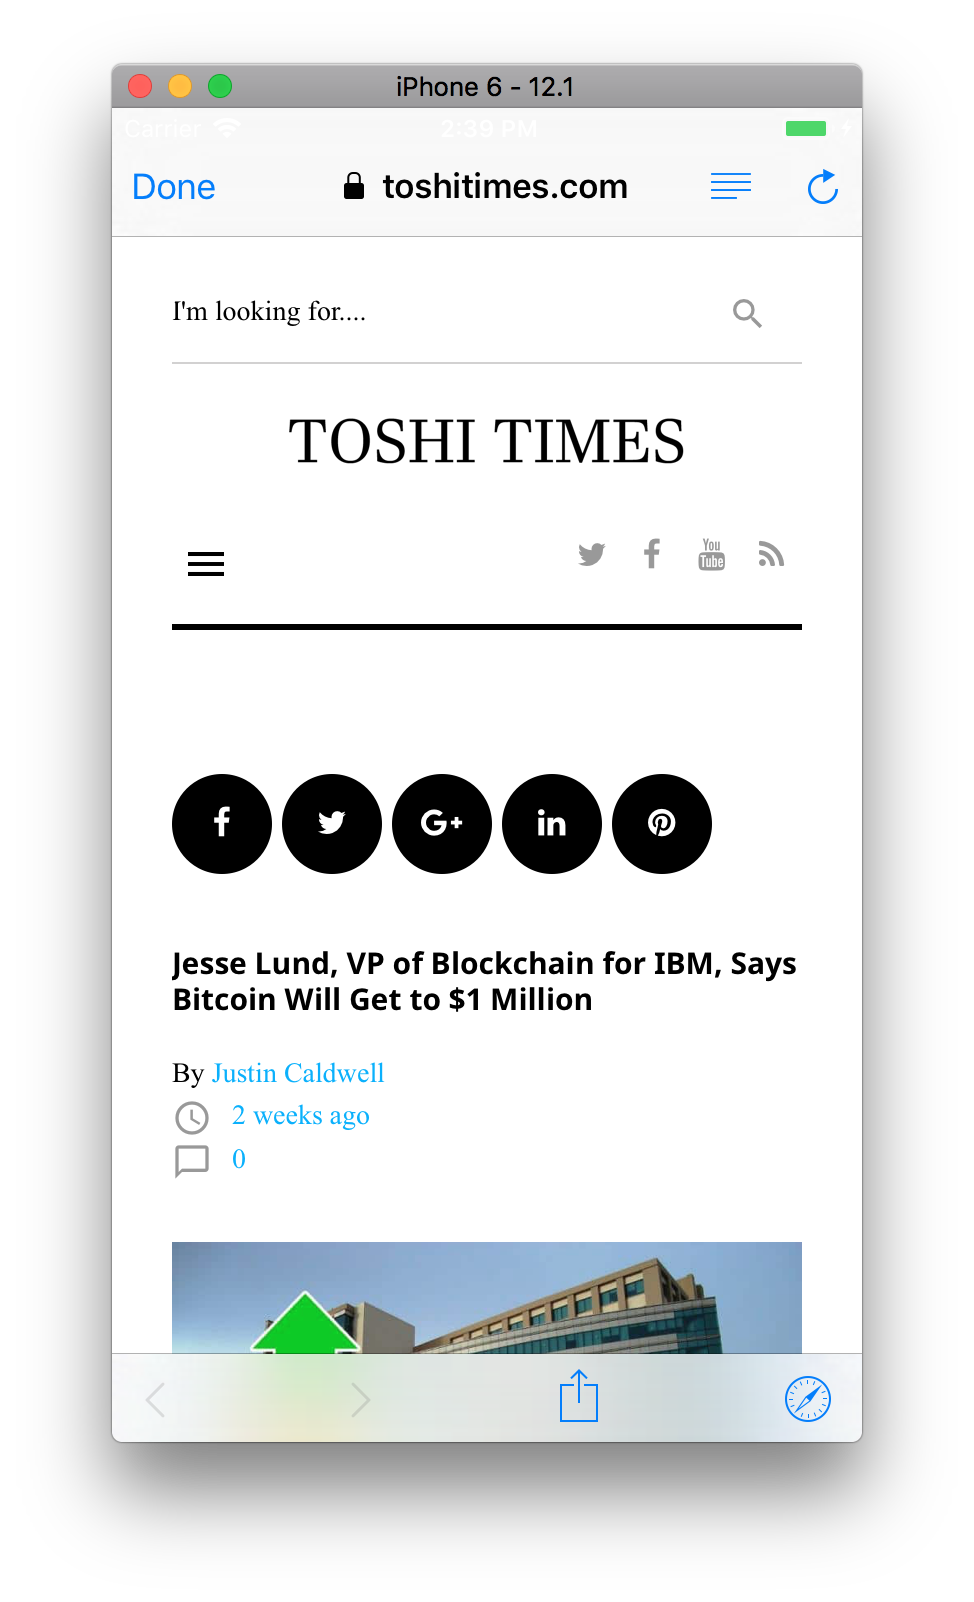 iPhone 6 - 12.1
Carrier 2:39 PM
Done toshitimes.com
I'm looking for....
TOSHI TIMES
You
Tube
G+ in
Jesse Lund, VP of Blockchain for IBM, Says
Bitcoin Will Get to $1 Million
By Justin Caldwell
2 weeks ago
0